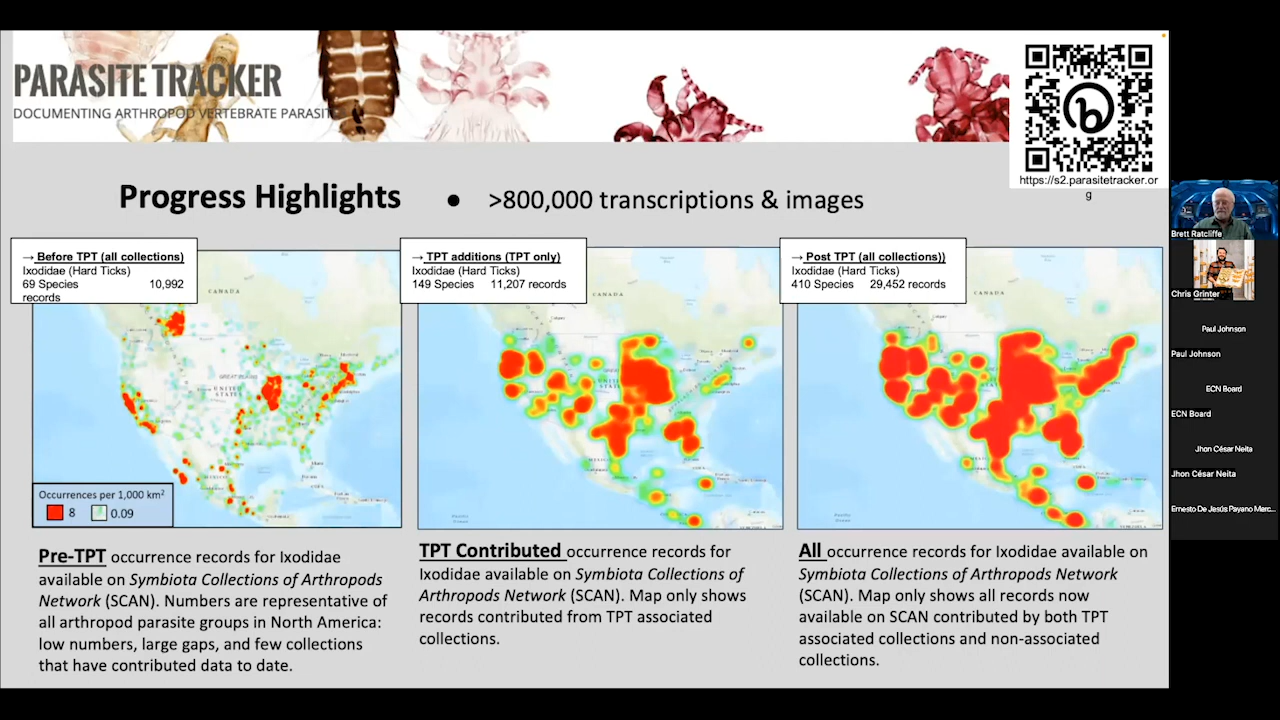 PARASITE TRACKER
DOCUMENTING ARTHROPOD VERTEBRATE PARASITE
https://s2.parasitetracker.or
g
Progress Highlights
● >800,000 transcriptions & images
→ Before TPT (all collections)
Ixodidae (Hard Ticks)
69 Species 10,992
records
CANADA
GREAT PLAINS
UNITED
STATES
MEXICO
Occurrences per 1,000 km²
8 0.09
→ TPT additions (TPT only)
Ixodidae (Hard Ticks)
149 Species 11,207 records
CANADA
MEXICO
→ Post TPT (all collections))
Ixodidae (Hard Ticks)
410 Species 29,452 records
CANADA
Pre-TPT occurrence records for Ixodidae
available on Symbiota Collections of Arthropods
Network (SCAN). Numbers are representative of
all arthropod parasite groups in North America:
low numbers, large gaps, and few collections
that have contributed data to date.
TPT Contributed occurrence records for
Ixodidae available on Symbiota Collections of
Arthropods Network (SCAN). Map only shows
records contributed from TPT associated
collections.
All occurrence records for Ixodidae available on
Symbiota Collections of Arthropods Network
(SCAN). Map only shows all records now
available on SCAN contributed by both TPT
associated collections and non-associated
collections.
Brett Ratcliffe
Chris Grinter
Paul Johnson
Paul Johnson
ECN Board
ECN Board
Jhon César Neita
Jhon César Neita
Ernesto De Jesús Payano Merc...